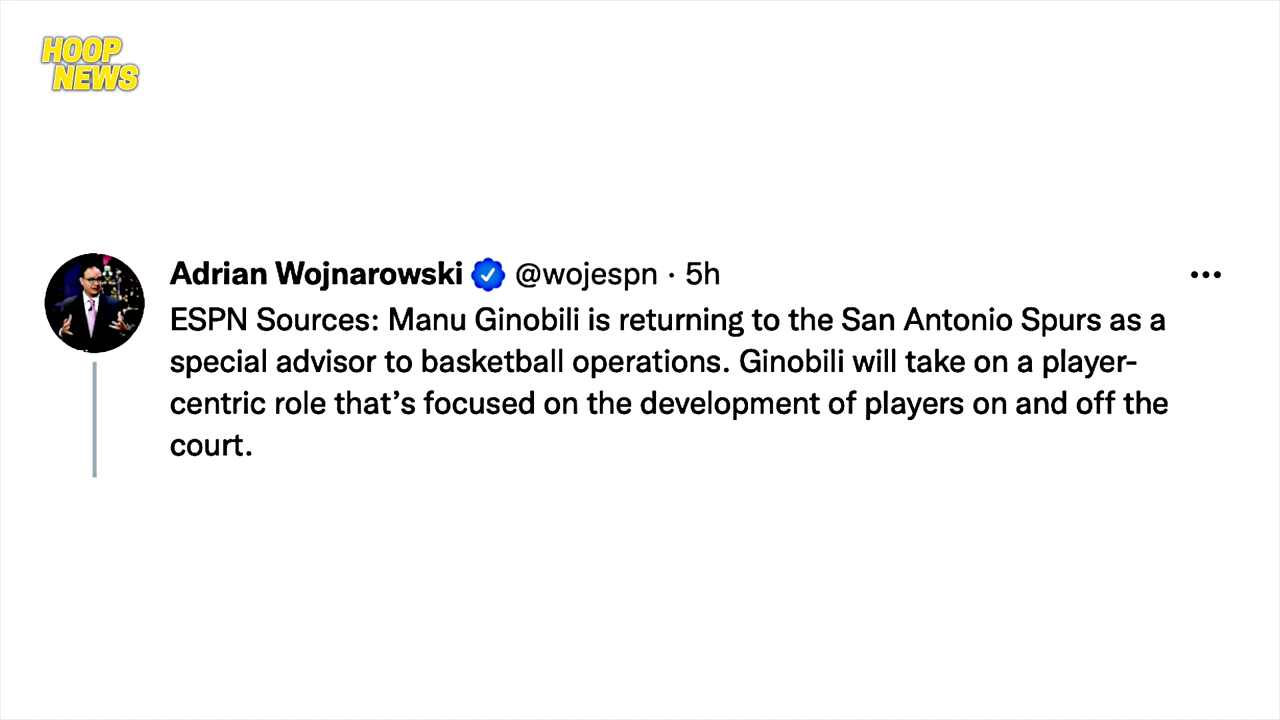 HOOP
NEWS
Adrian Wojnarowski @wojespn · 5h
ESPN Sources: Manu Ginobili is returning to the San Antonio Spurs as a
special advisor to basketball operations. Ginobili will take on a player-
centric role that’s focused on the development of players on and off the
court.